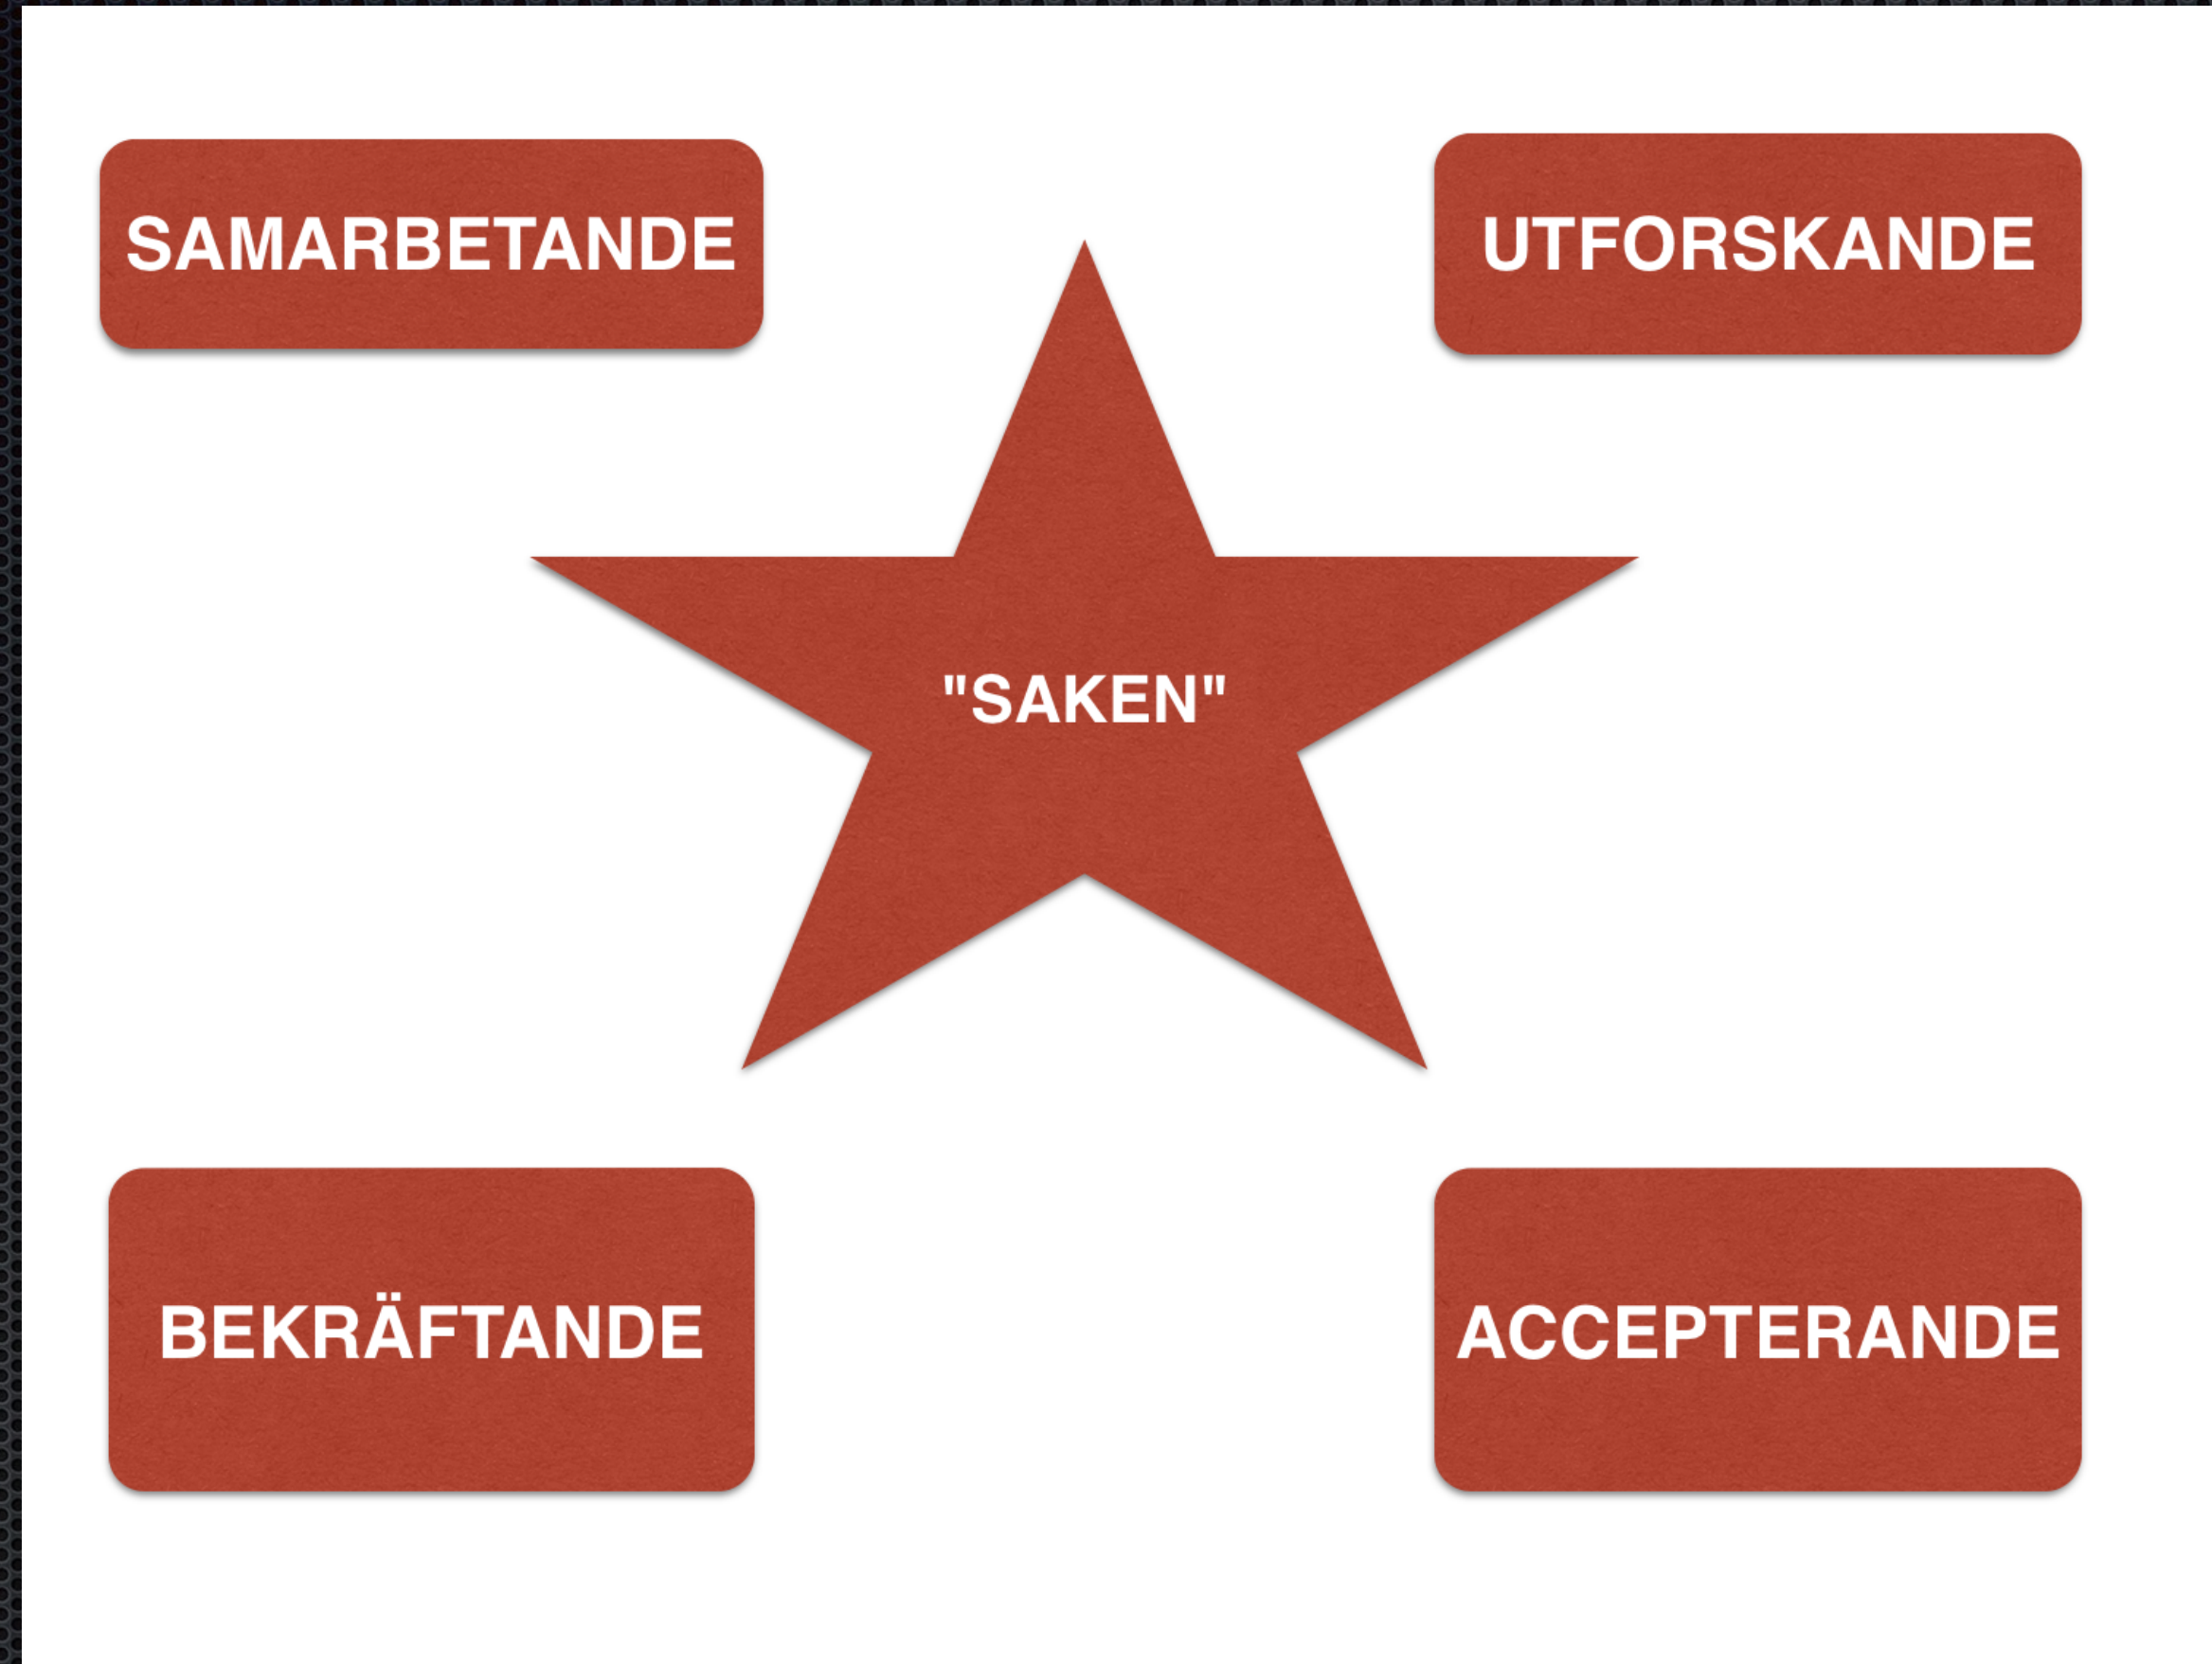 SAMARBETANDE
UTFORSKANDE
"SAKEN"
BEKRÄFTANDE
ACCEPTERANDE